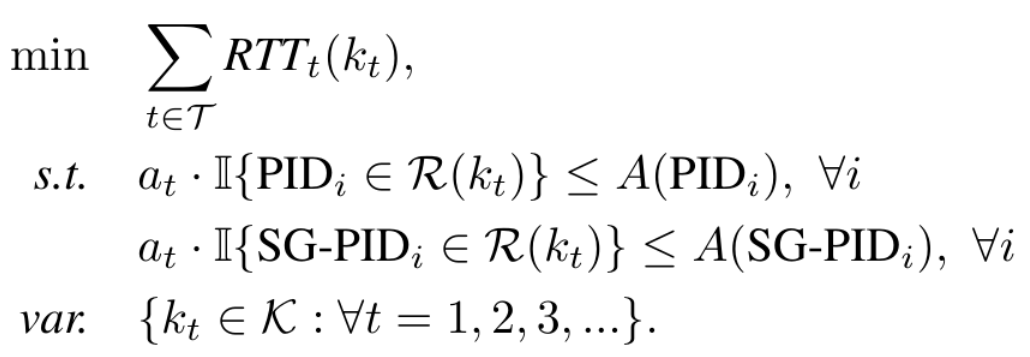 min ∑_{t∈𝒯} RTT_t(k_t),
s.t. a_t · 𝕀{PID_i ∈ ℛ(k_t)} ≤ A(PID_i), ∀i
a_t · 𝕀{SG-PID_i ∈ ℛ(k_t)} ≤ A(SG-PID_i), ∀i
var. {k_t ∈ 𝒦 : ∀t = 1, 2, 3, ...}.